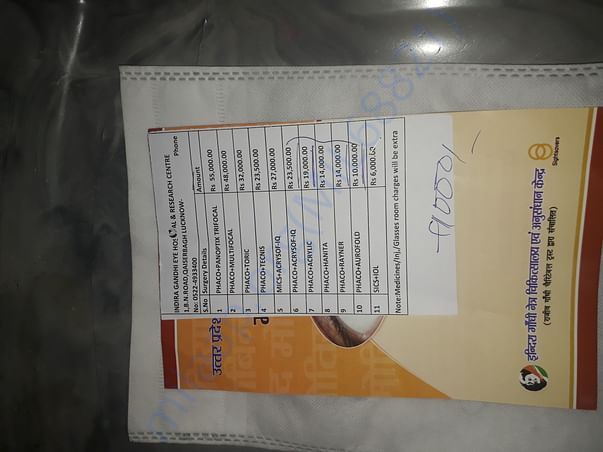 INDIRA GANDHI EYE HOSPITAL & RESEARCH CENTRE
1,B.N.ROAD,QAISERBAGH LUCKNOW- Phone
No: 0522-4933400
S.No Surgery Details Amount
1 PHACO+PANOPTIX TRIFOCAL Rs 55,000.00
2 PHACO+MULTIFOCAL Rs 48,000.00
3 PHACO+TORIC Rs 32,000.00
4 PHACO+TECNIS Rs 23,500.00
5 MICS+ACRYSOF-IQ Rs 27,000.00
6 PHACO+ACRYSOF-IQ Rs 23,500.00
7 PHACO+ACRYLIC Rs 19,000.00
8 PHACO+HANITA Rs 14,000.00
9 PHACO+RAYNER Rs 14,000.00
10 PHACO+AUROFOLD Rs 10,000.00
11 SICS+IOL Rs 6,000.00
Note:Medicines/Inj./Glasses room charges will be extra
उत्तर प्रदेश
इन्दिरा गाँधी नेत्र चिकित्सालय एवं अनुसंधान केन्द्र
(राजीव गाँधी चैरिटेबल ट्रस्ट द्वारा संचालित)
Sightsavers